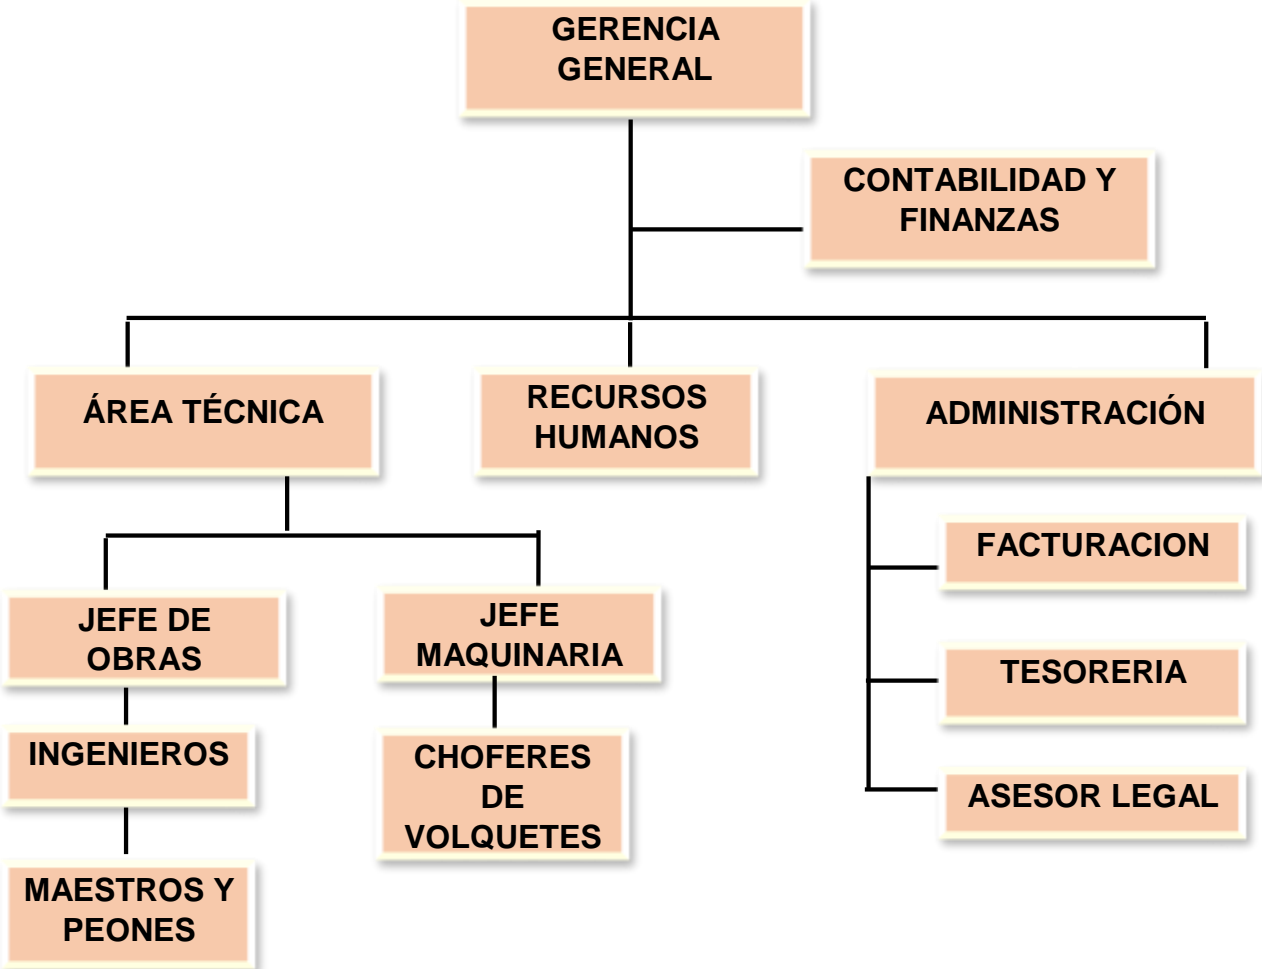 GERENCIA
GENERAL
CONTABILIDAD Y
FINANZAS
ÁREA TÉCNICA
RECURSOS
HUMANOS
ADMINISTRACIÓN
FACTURACION
JEFE DE
OBRAS
JEFE
MAQUINARIA
TESORERIA
INGENIEROS
CHOFERES
DE
VOLQUETES
ASESOR LEGAL
MAESTROS Y
PEONES